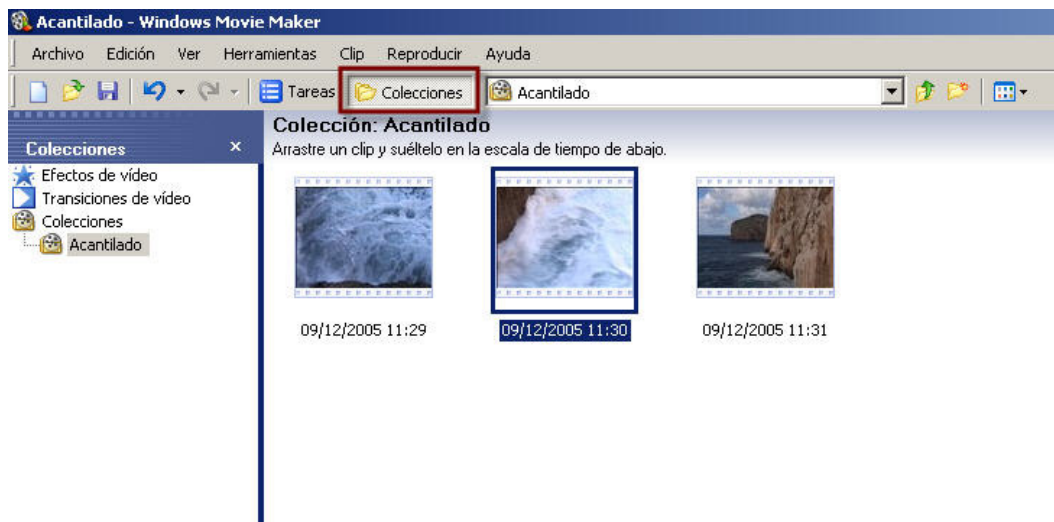 Acantilado - Windows Movie Maker
Archivo Edición Ver Herramientas Clip Reproducir Ayuda
Tareas Colecciones Acantilado
Colecciones ×
Efectos de vídeo
Transiciones de vídeo
Colecciones
Acantilado
Colección: Acantilado
Arrastre un clip y suéltelo en la escala de tiempo de abajo.
09/12/2005 11:29 09/12/2005 11:30 09/12/2005 11:31